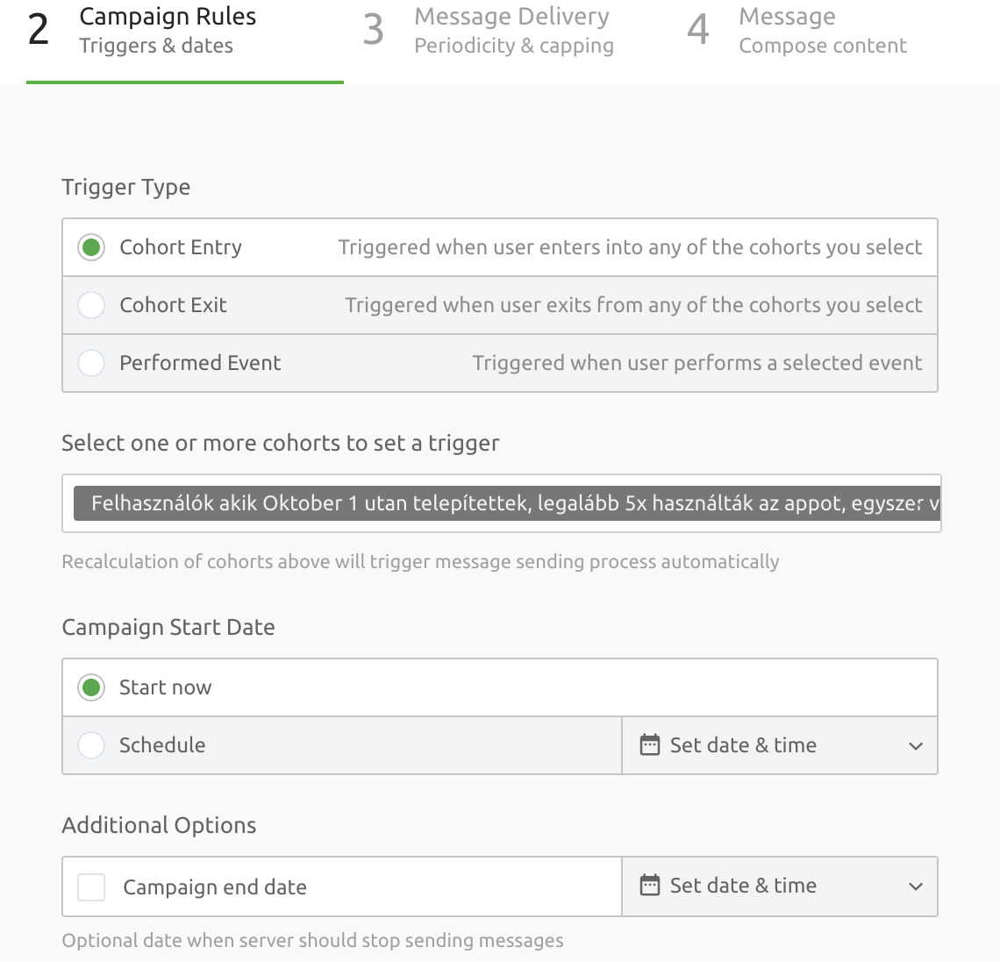 2 Campaign Rules
Triggers & dates
3 Message Delivery
Periodicity & capping
4 Message
Compose content
Trigger Type
Cohort Entry Triggered when user enters into any of the cohorts you select
Cohort Exit Triggered when user exits from any of the cohorts you select
Performed Event Triggered when user performs a selected event
Select one or more cohorts to set a trigger
Felhasználók akik Oktober 1 utan telepítettek, legalább 5x használták az appot, egyszer v
Recalculation of cohorts above will trigger message sending process automatically
Campaign Start Date
Start now
Schedule Set date & time
Additional Options
Campaign end date Set date & time
Optional date when server should stop sending messages